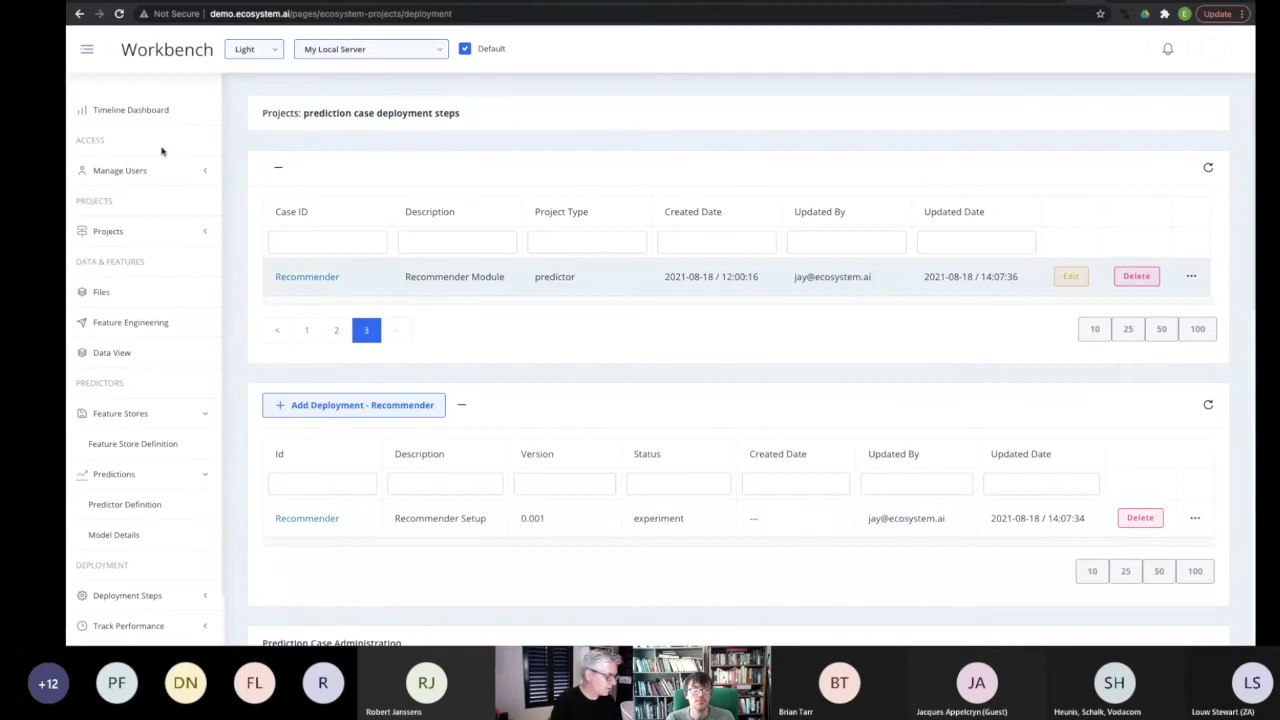 Not Secure | demo.ecosystem.ai/pages/ecosystem-projects/deployment
E
Update
Workbench
Light
My Local Server
Default
Timeline Dashboard
ACCESS
Manage Users
PROJECTS
Projects
DATA & FEATURES
Files
Feature Engineering
Data View
PREDICTORS
Feature Stores
Feature Store Definition
Predictions
Predictor Definition
Model Details
DEPLOYMENT
Deployment Steps
Track Performance
Projects: prediction case deployment steps
Case ID Description Project Type Created Date Updated By Updated Date
Recommender Recommender Module predictor 2021-08-18 / 12:00:16 jay@ecosystem.ai 2021-08-18 / 14:07:36 Edit Delete ...
< 1 2 3 >
10 25 50 100
+ Add Deployment - Recommender
Id Description Version Status Created Date Updated By Updated Date
Recommender Recommender Setup 0.001 experiment --- jay@ecosystem.ai 2021-08-18 / 14:07:34 Delete ...
10 25 50 100
Prediction Case Administration
+12 PF DN FL R RJ BT JA SH LS
Robert Janssens
Brian Tarr
Jacques Appelcryn(Guest)
Heunis, Schalk, Vodacom
Louw Stewart (ZA)